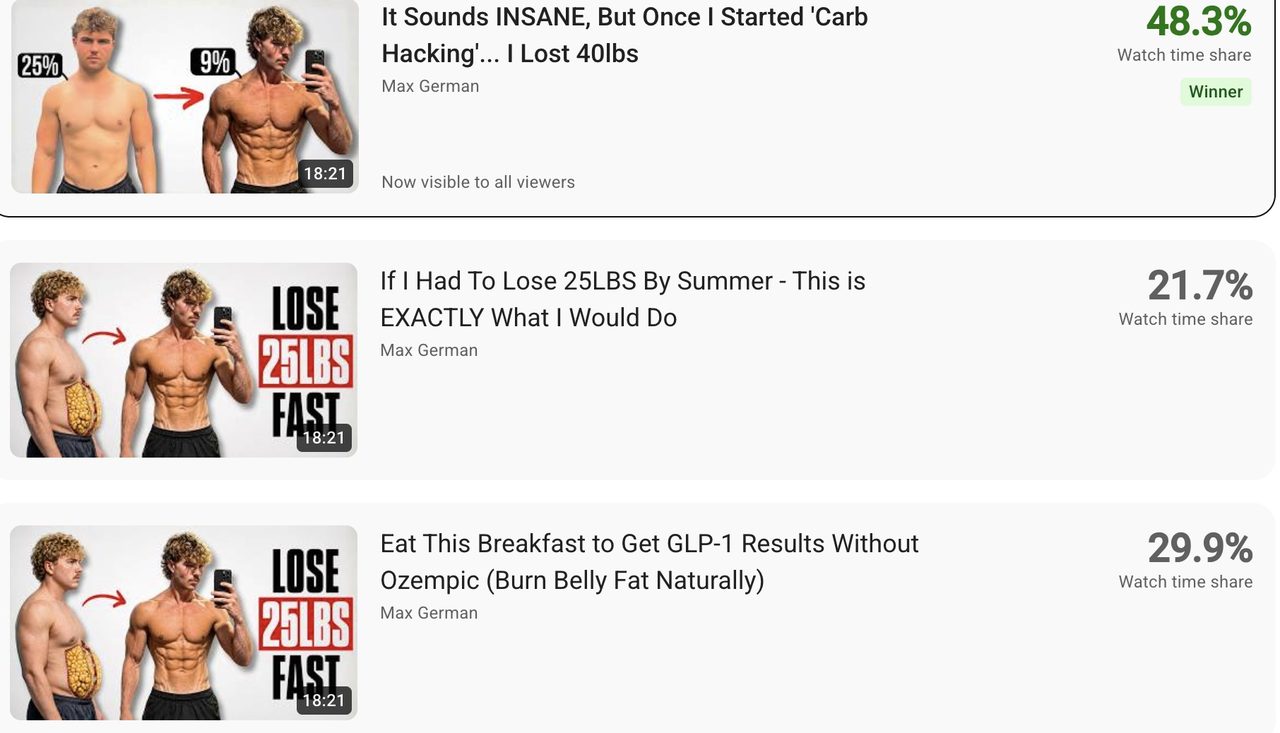 It Sounds INSANE, But Once I Started 'Carb
Hacking'... I Lost 40lbs
Max German
Now visible to all viewers
48.3%
Watch time share
Winner
25%
9%
18:21
If I Had To Lose 25LBS By Summer - This is
EXACTLY What I Would Do
Max German
21.7%
Watch time share
LOSE
25LBS
FAST
18:21
Eat This Breakfast to Get GLP-1 Results Without
Ozempic (Burn Belly Fat Naturally)
Max German
29.9%
Watch time share
LOSE
25LBS
FAST
18:21